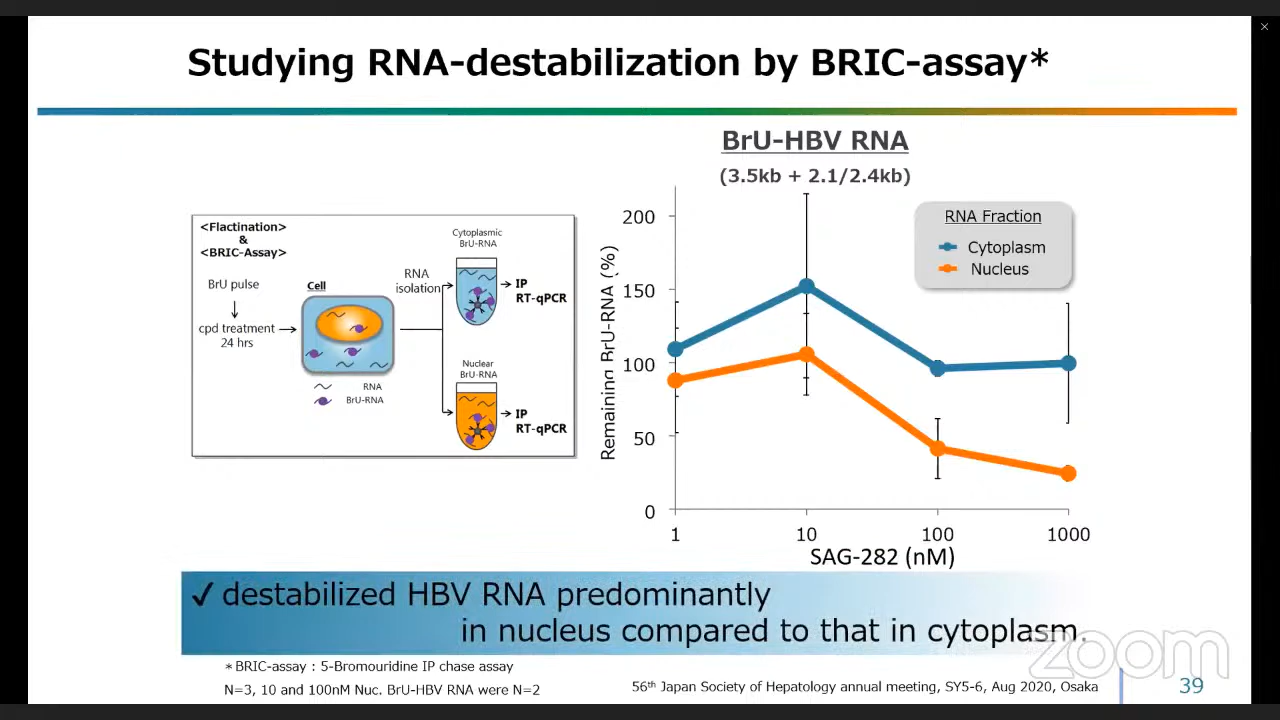 Studying RNA-destabilization by BRIC-assay*
BrU-HBV RNA
(3.5kb + 2.1/2.4kb)
<Flactination>
&
<BRIC-Assay>
BrU pulse
cpd treatment
24 hrs
Cell
RNA
BrU-RNA
RNA
isolation
Cytoplasmic
BrU-RNA
IP
RT-qPCR
Nuclear
BrU-RNA
IP
RT-qPCR
Remaining BrU-RNA (%)
200
150
100
50
0
1 10 100 1000
SAG-282 (nM)
RNA Fraction
Cytoplasm
Nucleus
✓ destabilized HBV RNA predominantly
in nucleus compared to that in cytoplasm.
zoom
* BRIC-assay : 5-Bromouridine IP chase assay
N=3, 10 and 100nM Nuc. BrU-HBV RNA were N=2
56th Japan Society of Hepatology annual meeting, SY5-6, Aug 2020, Osaka
39